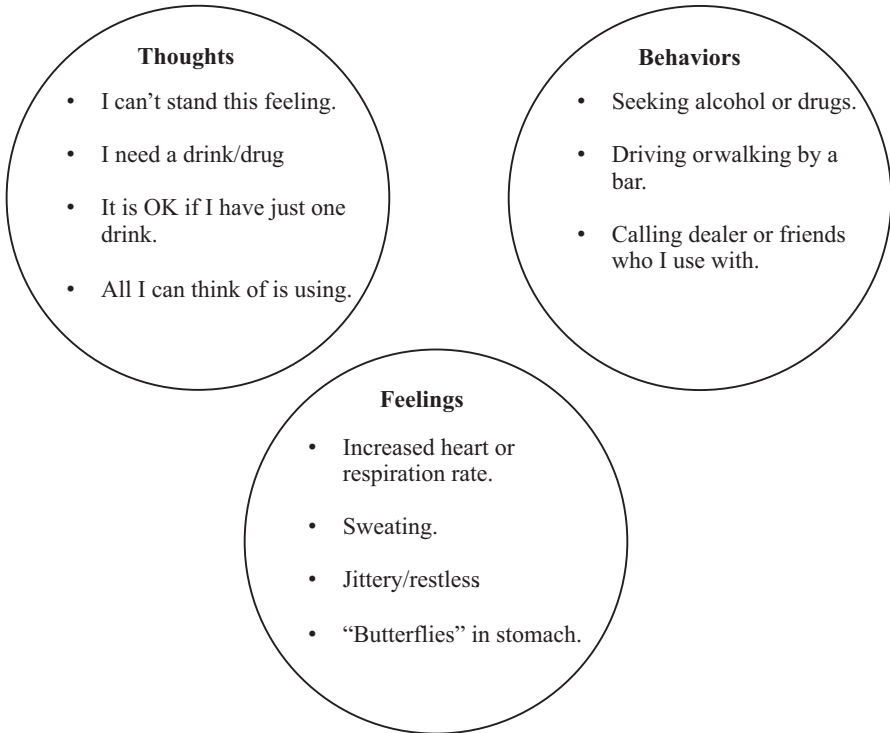 Thoughts
• I can’t stand this feeling.
• I need a drink/drug
• It is OK if I have just one
drink.
• All I can think of is using.
Behaviors
• Seeking alcohol or drugs.
• Driving orwalking by a
bar.
• Calling dealer or friends
who I use with.
Feelings
• Increased heart or
respiration rate.
• Sweating.
• Jittery/restless
• “Butterflies” in stomach.